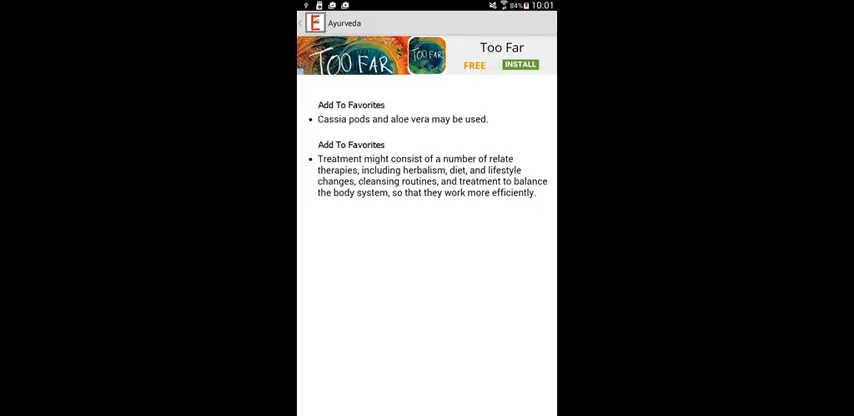 84% 10:01
E Ayurveda
TOO FAR
TOO FAR
Too Far
FREE INSTALL
Add To Favorites
• Cassia pods and aloe vera may be used.
Add To Favorites
• Treatment might consist of a number of relate
therapies, including herbalism, diet, and lifestyle
changes, cleansing routines, and treatment to balance
the body system, so that they work more efficiently.